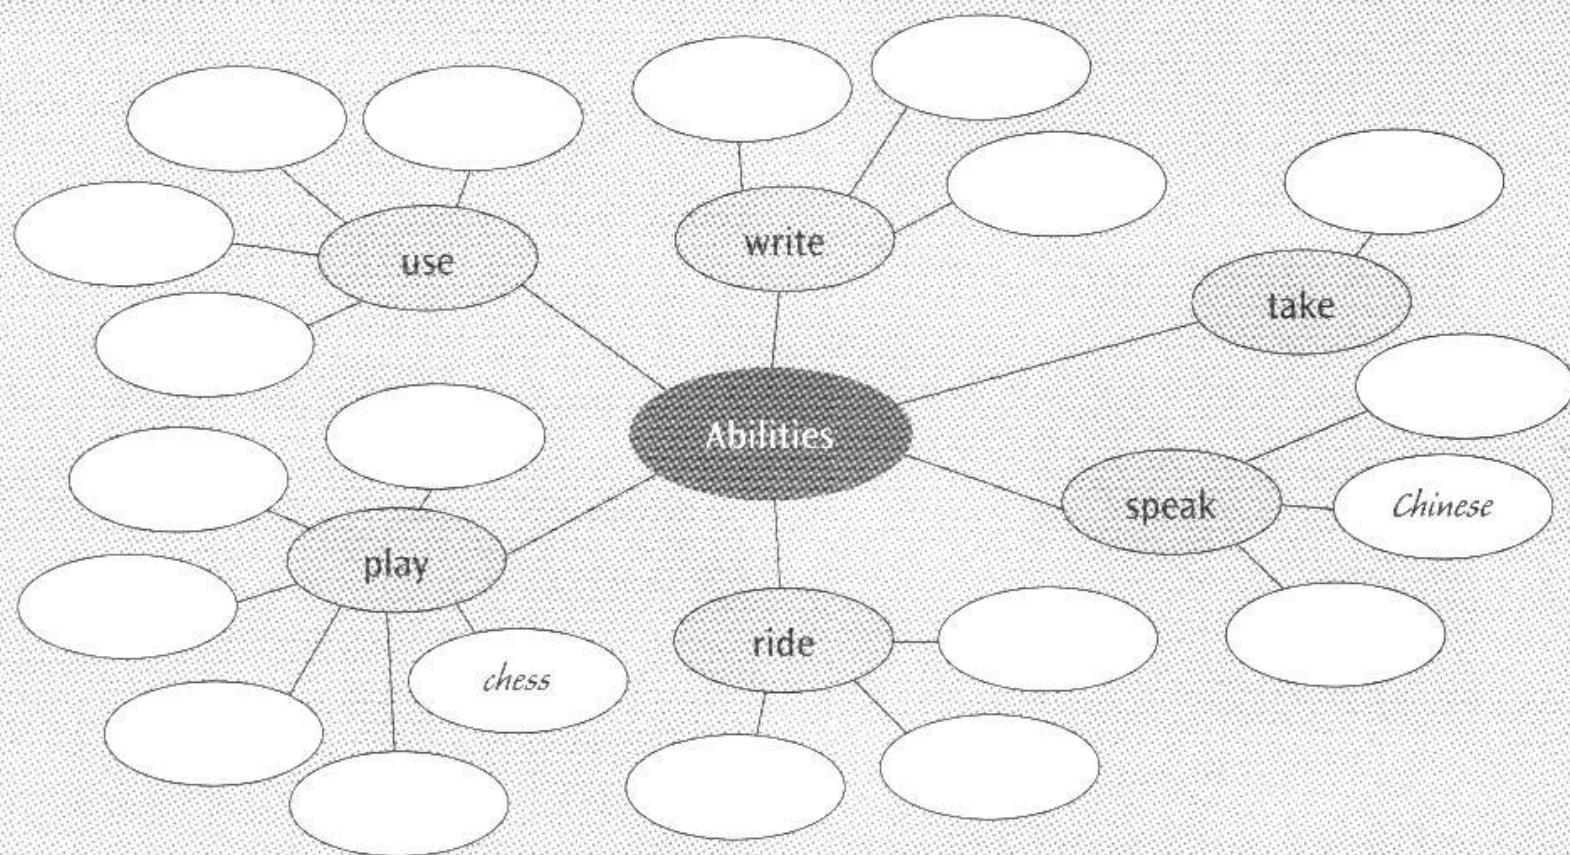 write
use
take
Abilities
speak
Chinese
play
ride
chess